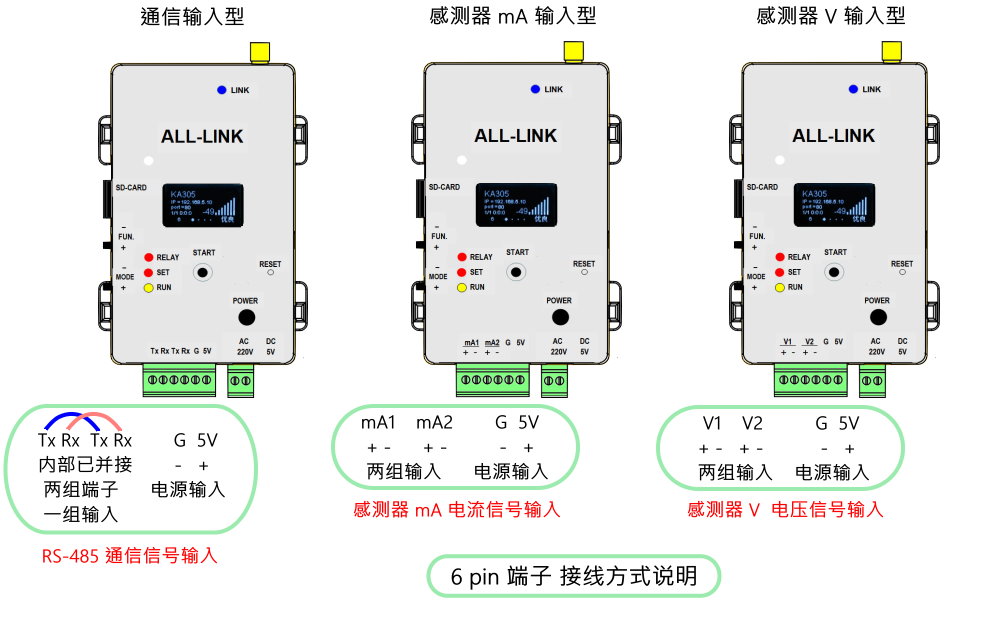 通信输入型
LINK
ALL-LINK
SD-CARD
KA305
IP=192.168.5.10
port=80
1/1 0:0:0
-49
6
优良
－
FUN.
+
START
－
MODE
+
RELAY
SET
RUN
RESET
POWER
AC
220V
DC
5V
Tx Rx Tx Rx G 5V
Tx Rx Tx Rx G 5V
内部已并接 - +
两组端子 电源输入
一组输入
RS-485 通信信号输入
感测器 mA 输入型
LINK
ALL-LINK
SD-CARD
KA305
IP=192.168.5.10
port=80
1/1 0:0:0
-49
6
优良
－
FUN.
+
START
－
MODE
+
RELAY
SET
RUN
RESET
POWER
AC
220V
DC
5V
mA1 mA2 G 5V
+ - + -
mA1 mA2 G 5V
+ - + - - +
两组输入 电源输入
感测器 mA 电流信号输入
感测器 V 输入型
LINK
ALL-LINK
SD-CARD
KA305
IP=192.168.5.10
port=80
1/1 0:0:0
-49
6
优良
－
FUN.
+
START
－
MODE
+
RELAY
SET
RUN
RESET
POWER
AC
220V
DC
5V
V1 V2 G 5V
+ - + -
V1 V2 G 5V
+ - + - - +
两组输入 电源输入
感测器 V 电压信号输入
6 pin 端子 接线方式说明